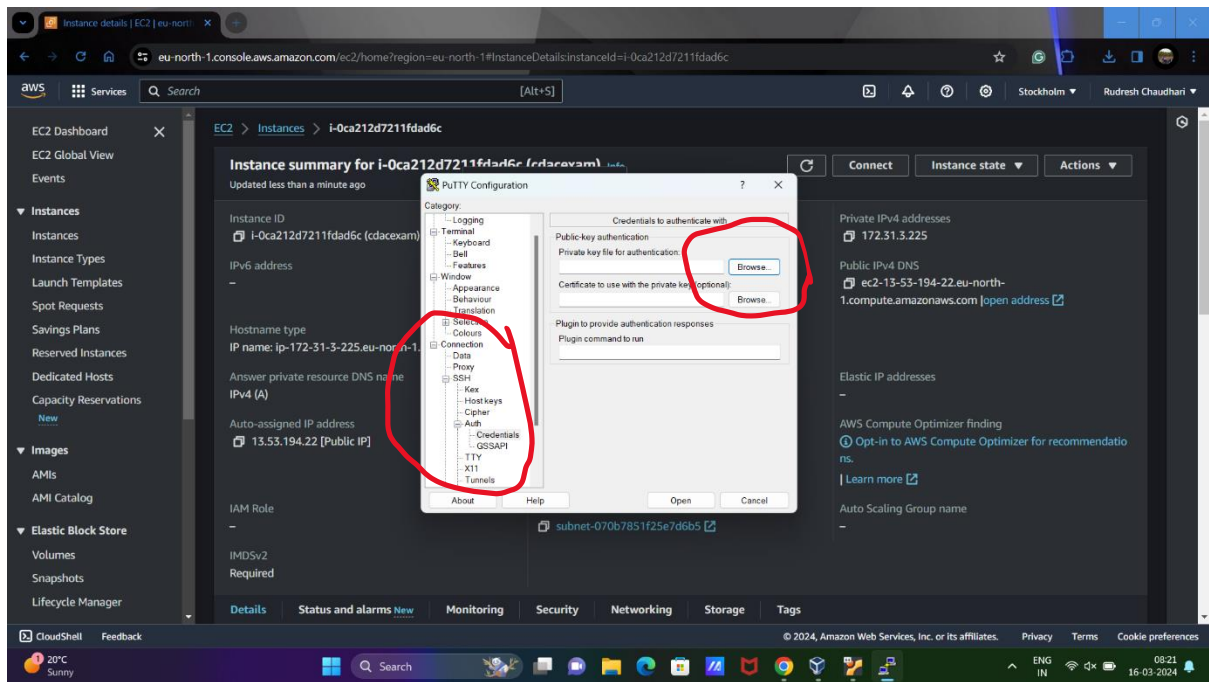 Instance details | EC2 | eu-north
eu-north-1.console.aws.amazon.com/ec2/home?region=eu-north-1#InstanceDetails:instanceId=i-0ca212d7211fdad6c
aws
Services
Search
[Alt+S]
Stockholm
Rudresh Chaudhari
EC2 Dashboard
EC2 Global View
Events
Instances
Instances
Instance Types
Launch Templates
Spot Requests
Savings Plans
Reserved Instances
Dedicated Hosts
Capacity Reservations
New
Images
AMIs
AMI Catalog
Elastic Block Store
Volumes
Snapshots
Lifecycle Manager
EC2 > Instances > i-0ca212d7211fdad6c
Instance summary for i-0ca212d7211fdad6c (cdacexam) Info
Updated less than a minute ago
Connect
Instance state
Actions
Instance ID
i-0ca212d7211fdad6c (cdacexam)
IPv6 address
–
Hostname type
IP name: ip-172-31-3-225.eu-north-1.
Answer private resource DNS name
IPv4 (A)
Auto-assigned IP address
13.53.194.22 [Public IP]
IAM Role
–
IMDSv2
Required
subnet-070b7851f25e7d6b5
Private IPv4 addresses
172.31.3.225
Public IPv4 DNS
ec2-13-53-194-22.eu-north-
1.compute.amazonaws.com |open address
Elastic IP addresses
–
AWS Compute Optimizer finding
Opt-in to AWS Compute Optimizer for recommendatio
ns.
| Learn more
Auto Scaling Group name
–
PuTTY Configuration
?
Category:
Logging
Terminal
Keyboard
Bell
Features
Window
Appearance
Behaviour
Translation
Selection
Colours
Connection
Data
Proxy
SSH
Kex
Host keys
Cipher
Auth
Credentials
GSSAPI
TTY
X11
Tunnels
Credentials to authenticate with
Public-key authentication
Private key file for authentication:
Browse...
Certificate to use with the private key (optional):
Browse...
Plugin to provide authentication responses
Plugin command to run
About
Help
Open
Cancel
Details
Status and alarms New
Monitoring
Security
Networking
Storage
Tags
CloudShell
Feedback
© 2024, Amazon Web Services, Inc. or its affiliates.
Privacy
Terms
Cookie preferences
1
20°C
Sunny
Search
ENG
IN
08:21
16-03-2024